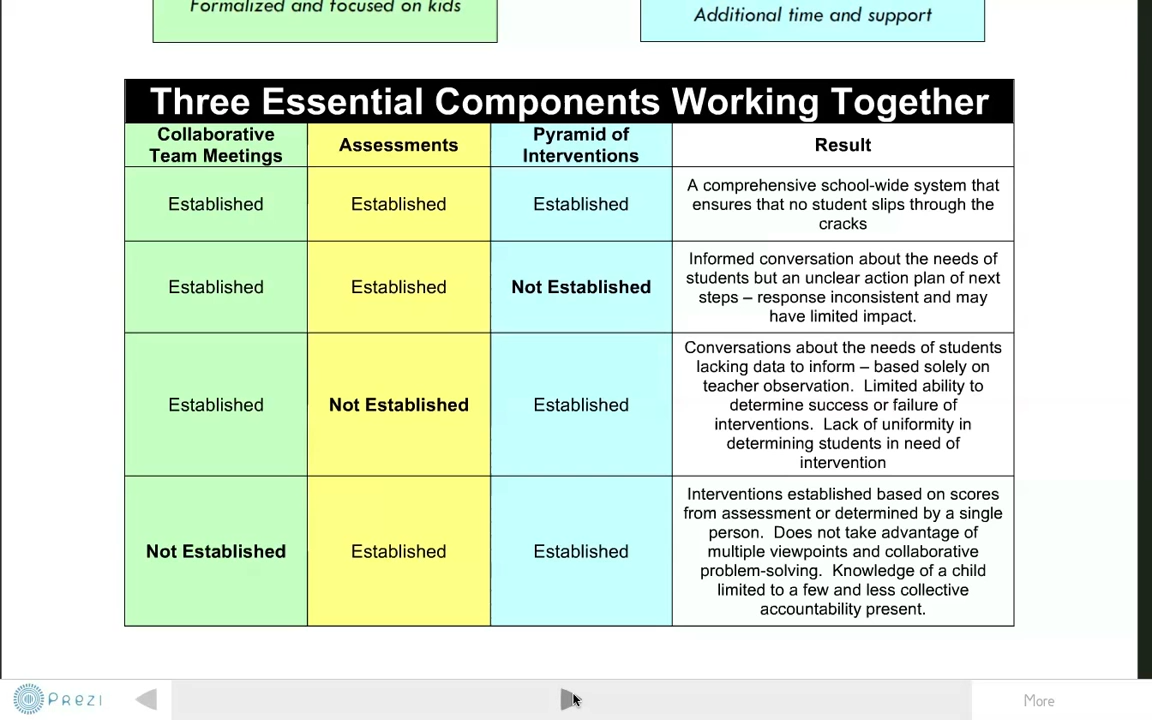 Formalized and focused on kids
Additional time and support
Three Essential Components Working Together
Collaborative
Team Meetings
Assessments
Pyramid of
Interventions
Result
Established
Established
Established
A comprehensive school-wide system that
ensures that no student slips through the
cracks
Established
Established
Not Established
Informed conversation about the needs of
students but an unclear action plan of next
steps – response inconsistent and may
have limited impact.
Established
Not Established
Established
Conversations about the needs of students
lacking data to inform – based solely on
teacher observation.  Limited ability to
determine success or failure of
interventions.  Lack of uniformity in
determining students in need of
intervention
Not Established
Established
Established
Interventions established based on scores
from assessment or determined by a single
person.  Does not take advantage of
multiple viewpoints and collaborative
problem-solving.  Knowledge of a child
limited to a few and less collective
accountability present.
Prezi
More